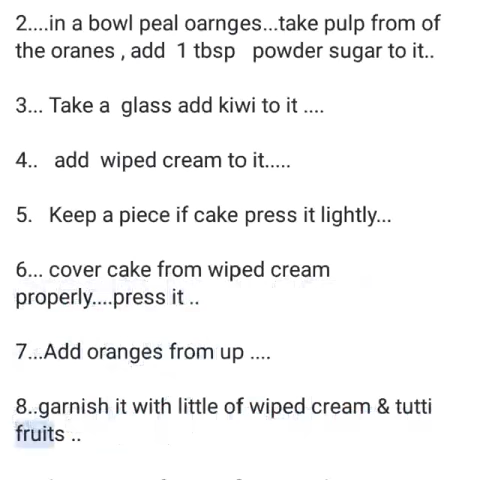 2....in a bowl peal oarnges...take pulp from of
the oranes , add 1 tbsp powder sugar to it..
3... Take a glass add kiwi to it ....
4.. add wiped cream to it.....
5. Keep a piece if cake press it lightly...
6... cover cake from wiped cream
properly....press it ..
7...Add oranges from up ....
8..garnish it with little of wiped cream & tutti
fruits ..